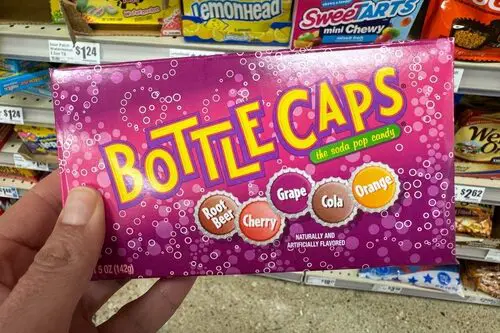 Lemonhead
SweeTARTS
mini Chewy
$124
$124
BOTTLE CAPS
the soda pop candy
Root
Beer
Cherry
Grape
Cola
Orange
NATURALLY AND
ARTIFICIALLY FLAVORED
5 OZ (142g)
$262